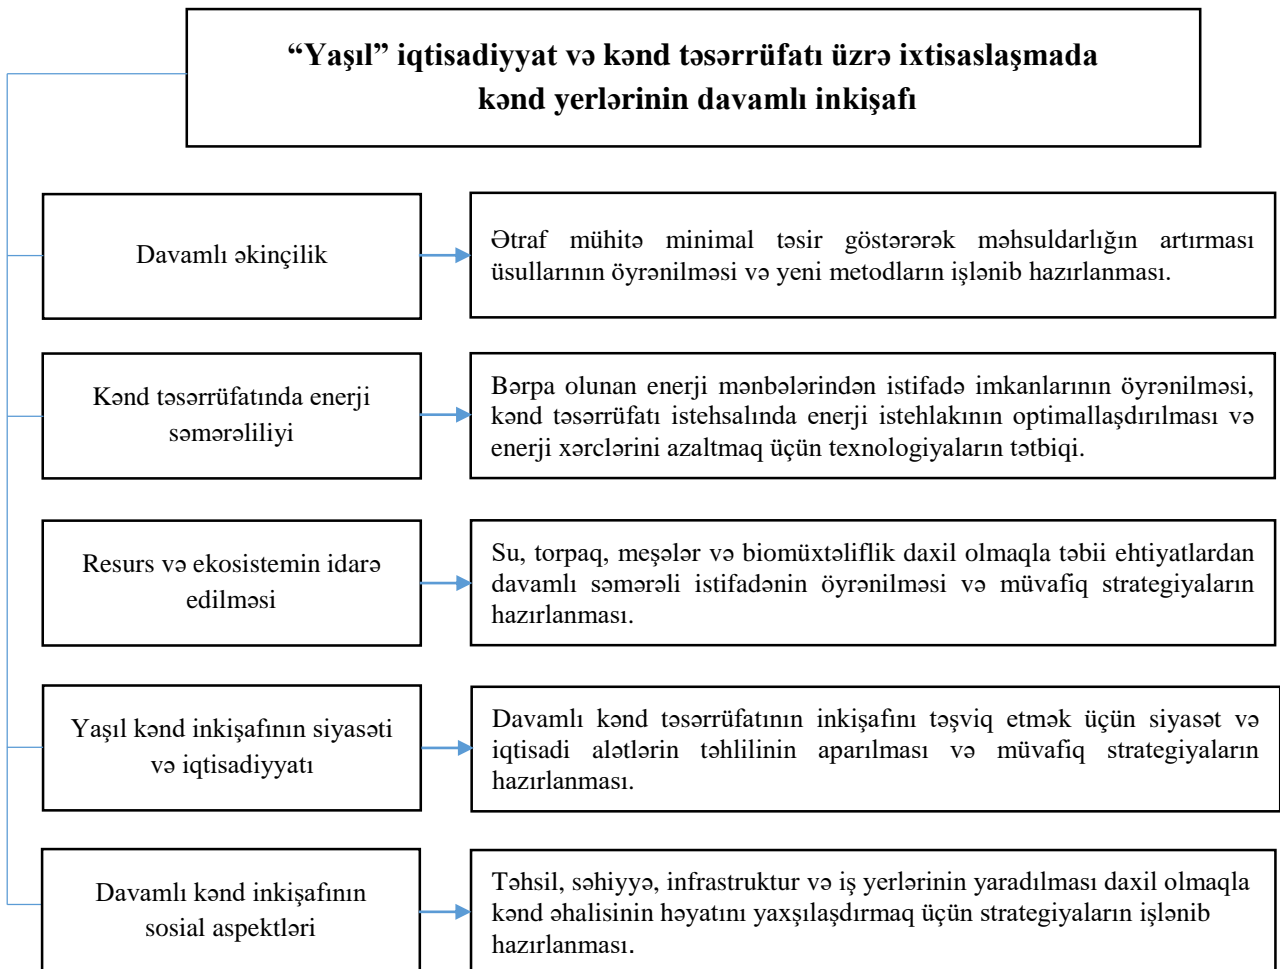 “Yaşıl” iqtisadiyyat və kənd təsərrüfatı üzrə ixtisaslaşmada
kənd yerlərinin davamlı inkişafı
Davamlı əkinçilik
Ətraf mühitə minimal təsir göstərərək məhsuldarlığın artırması
üsullarının öyrənilməsi və yeni metodların işlənib hazırlanması.
Kənd təsərrüfatında enerji
səmərəliliyi
Bərpa olunan enerji mənbələrindən istifadə imkanlarının öyrənilməsi,
kənd təsərrüfatı istehsalında enerji istehlakının optimallaşdırılması və
enerji xərclərini azaltmaq üçün texnologiyaların tətbiqi.
Resurs və ekosistemin idarə
edilməsi
Su, torpaq, meşələr və biomüxtəliflik daxil olmaqla təbii ehtiyatlardan
davamlı səmərəli istifadənin öyrənilməsi və müvafiq strategiyaların
hazırlanması.
Yaşıl kənd inkişafının siyasəti
və iqtisadiyyatı
Davamlı kənd təsərrüfatının inkişafını təşviq etmək üçün siyasət və
iqtisadi alətlərin təhlilinin aparılması və müvafiq strategiyaların
hazırlanması.
Davamlı kənd inkişafının
sosial aspektləri
Təhsil, səhiyyə, infrastruktur və iş yerlərinin yaradılması daxil olmaqla
kənd əhalisinin həyatını yaxşılaşdırmaq üçün strategiyaların işlənib
hazırlanması.